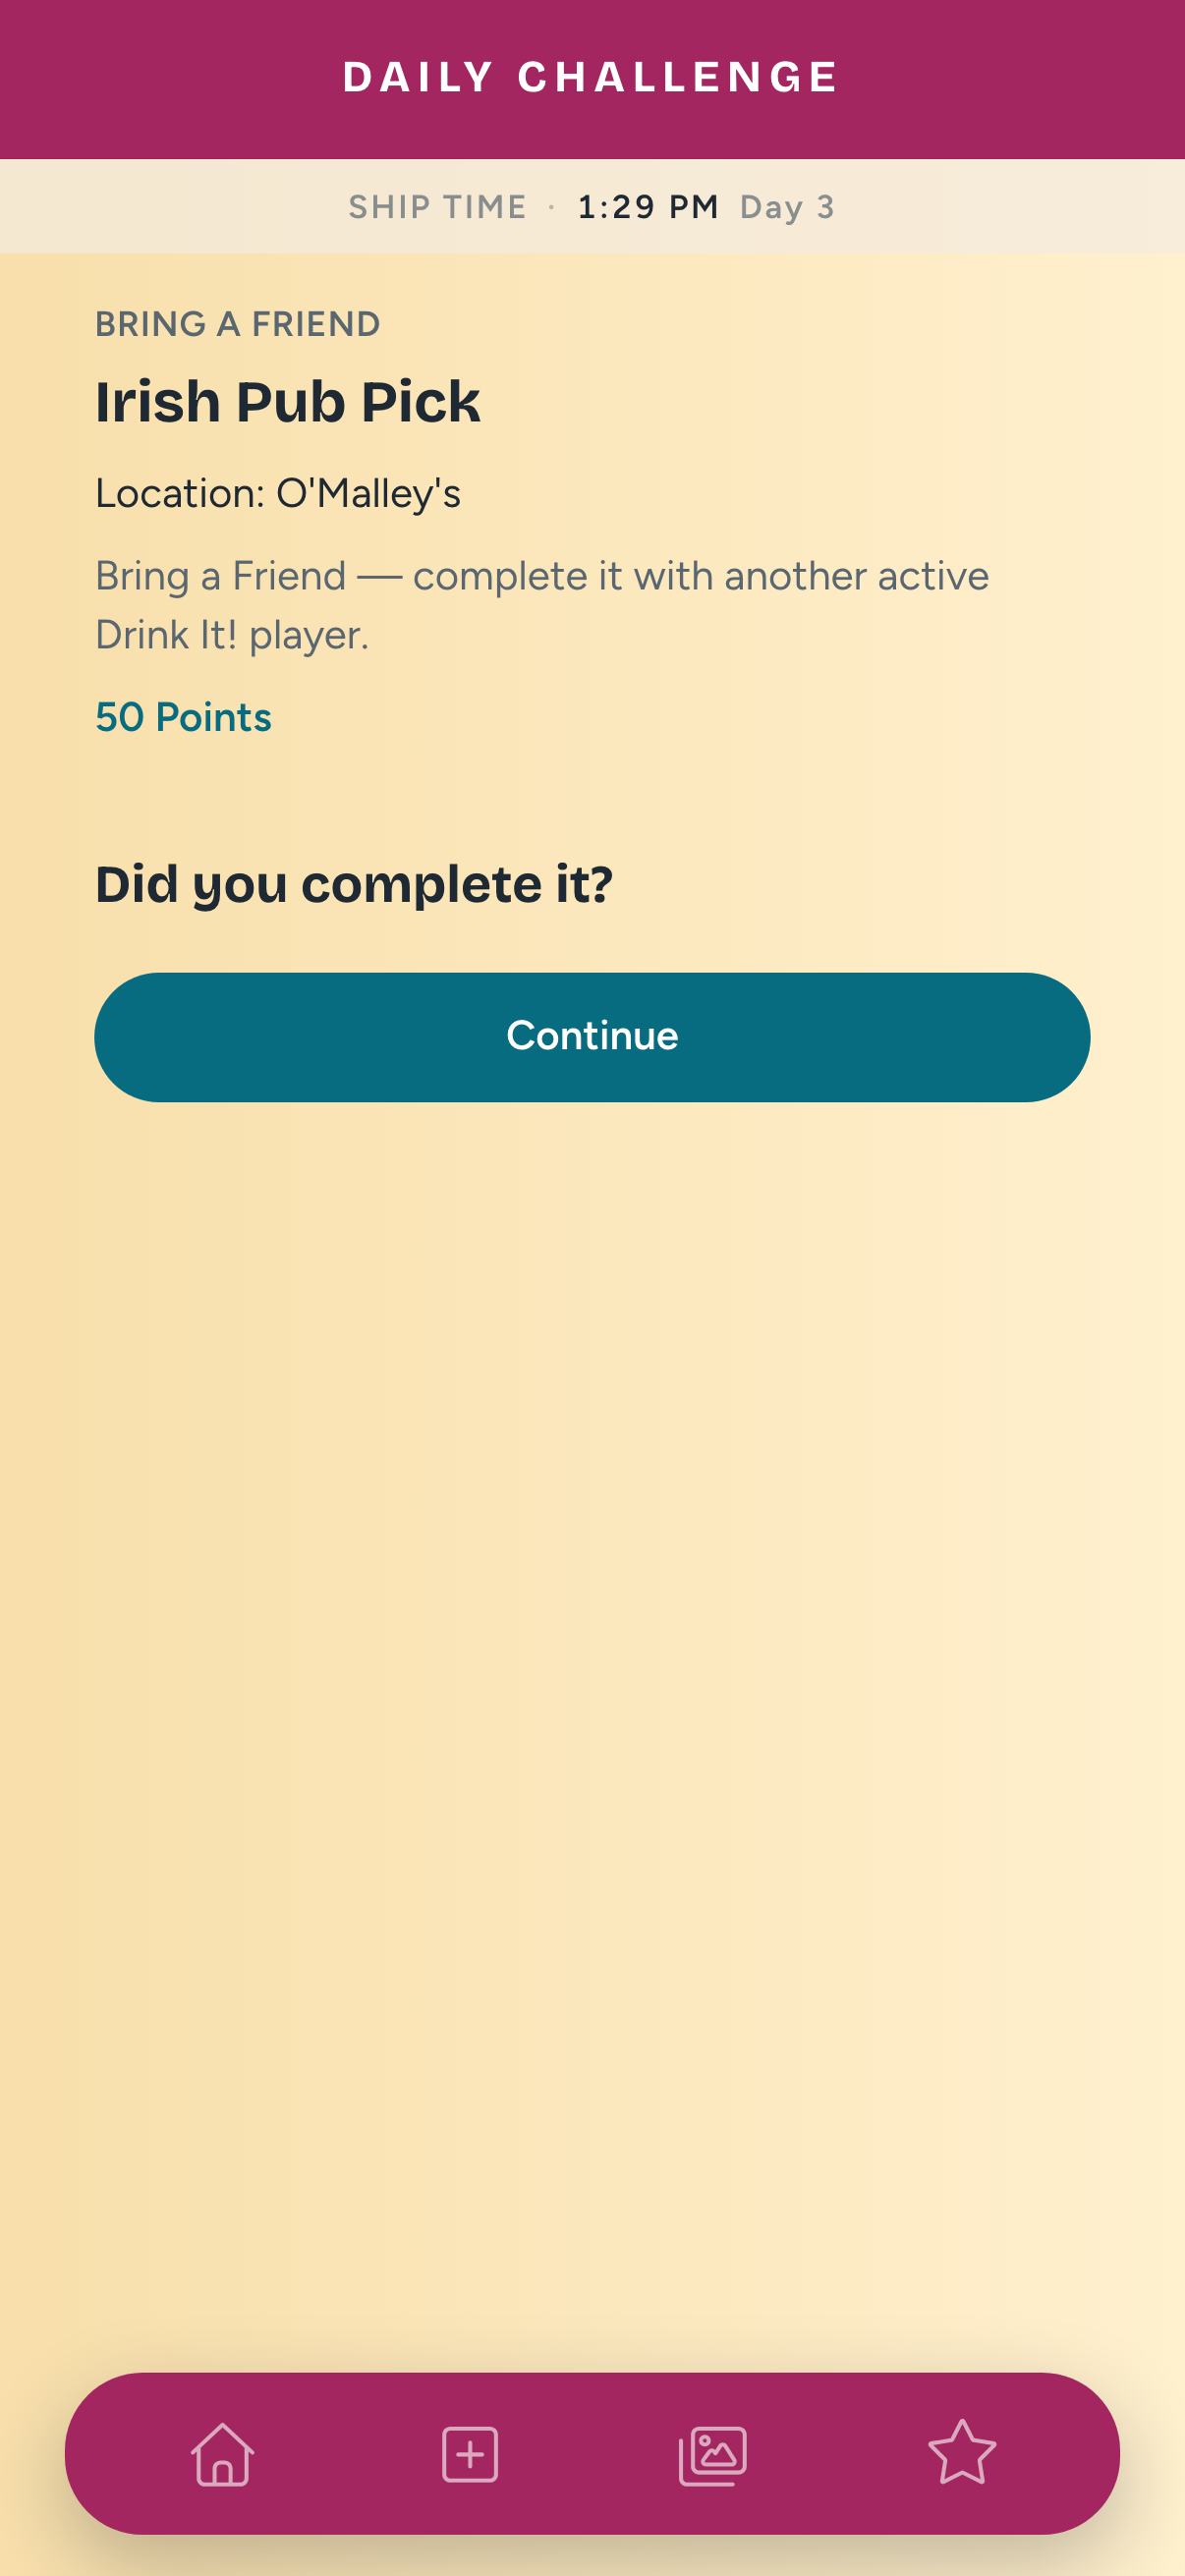 DAILY CHALLENGE
SHIP TIME · 1:29 PM Day 3
BRING A FRIEND
Irish Pub Pick
Location: O'Malley's
Bring a Friend — complete it with another active
Drink It! player.
50 Points
Did you complete it?
Continue